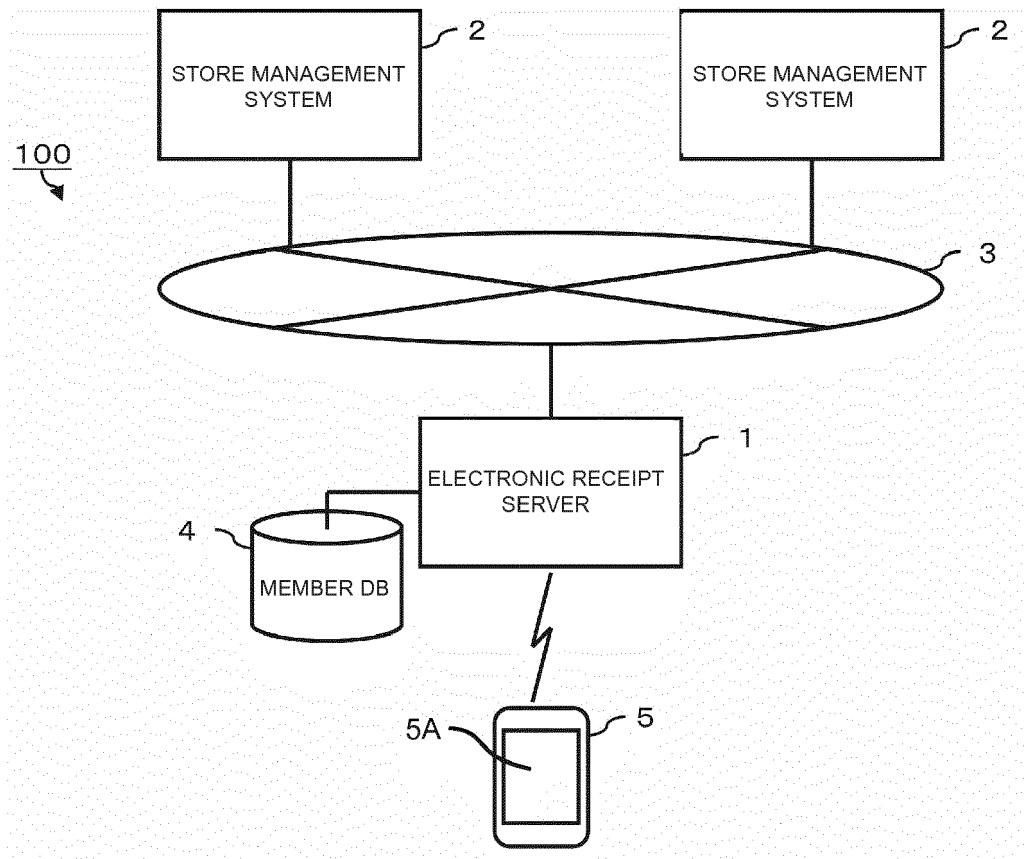 2
2
STORE MANAGEMENT
SYSTEM
STORE MANAGEMENT
SYSTEM
100
3
1
ELECTRONIC RECEIPT
SERVER
4
MEMBER DB
5A
5